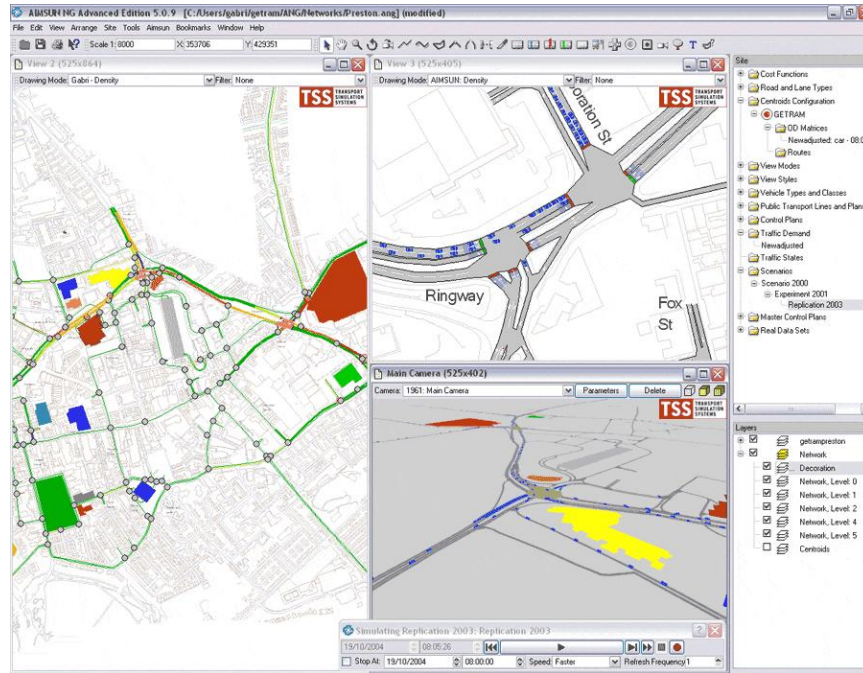 AIMSUN NG Advanced Edition 5.0.9 [C:/Users/gabri/getram/ANG/Networks/Preston.ang] (modified)
File Edit View Arrange Site Tools Aimsun Bookmarks Window Help
Scale 1: 8000 X: 353706 Y: 429351
View 2 (525x864)
Drawing Mode: Gabri - Density Filter: None
TSS TRANSPORT SIMULATION SYSTEMS
View 3 (525x405)
Drawing Mode: AIMSUN: Density Filter: None
TSS TRANSPORT SIMULATION SYSTEMS
oration St
Ringway
Fox
St
Main Camera (525x402)
Camera: 1961: Main Camera Parameters Delete
TSS TRANSPORT SIMULATION SYSTEMS
Simulating Replication 2003: Replication 2003
19/10/2004 08:05:26
Stop At: 19/10/2004 08:00:00 Speed: Faster Refresh Frequency 1
Site
Cost Functions
Road and Lane Types
Centroids Configuration
GETRAM
OD Matrices
Newadjusted: car - 08:0
Routes
View Modes
View Styles
Vehicle Types and Classes
Public Transport Lines and Plans
Control Plans
Traffic Demand
Newadjusted
Traffic States
Scenarios
Scenario 2000
Experiment 2001
Replication 2003
Master Control Plans
Real Data Sets
Layers
getrampreston
Network
Decoration
Network, Level: 0
Network, Level: 1
Network, Level: 2
Network, Level: 4
Network, Level: 5
Centroids